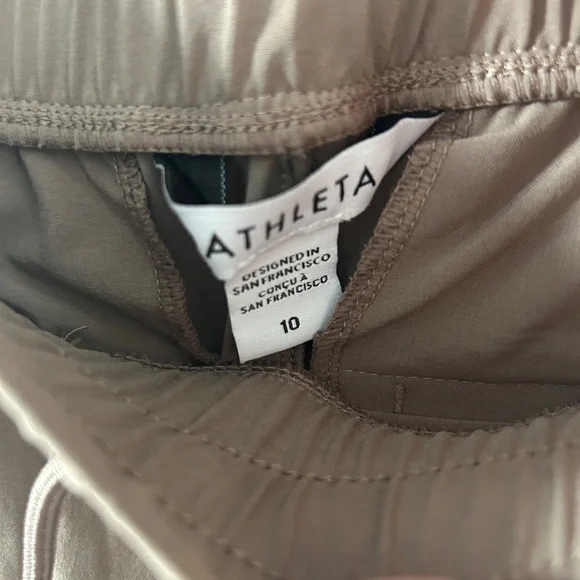 ATHLETA
DESIGNED IN
SAN FRANCISCO
CONÇU À
SAN FRANCISCO
10